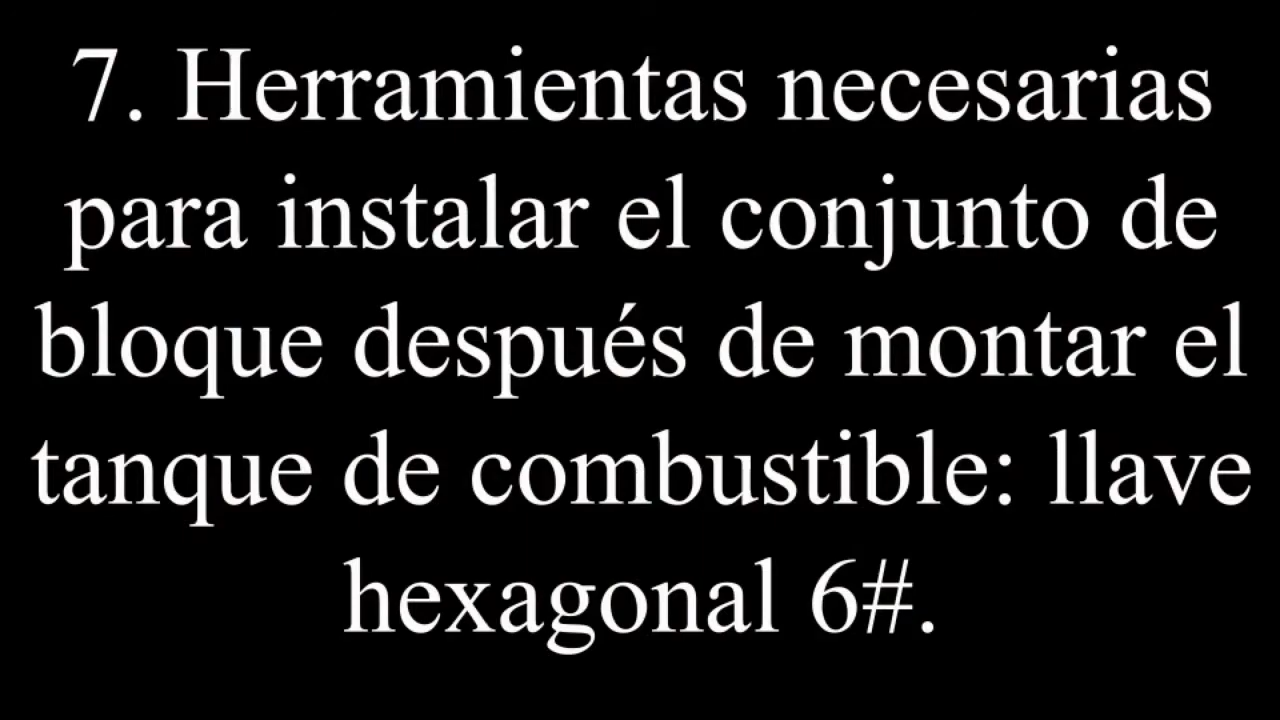 7. Herramientas necesarias
para instalar el conjunto de
bloque después de montar el
tanque de combustible: llave
hexagonal 6#.